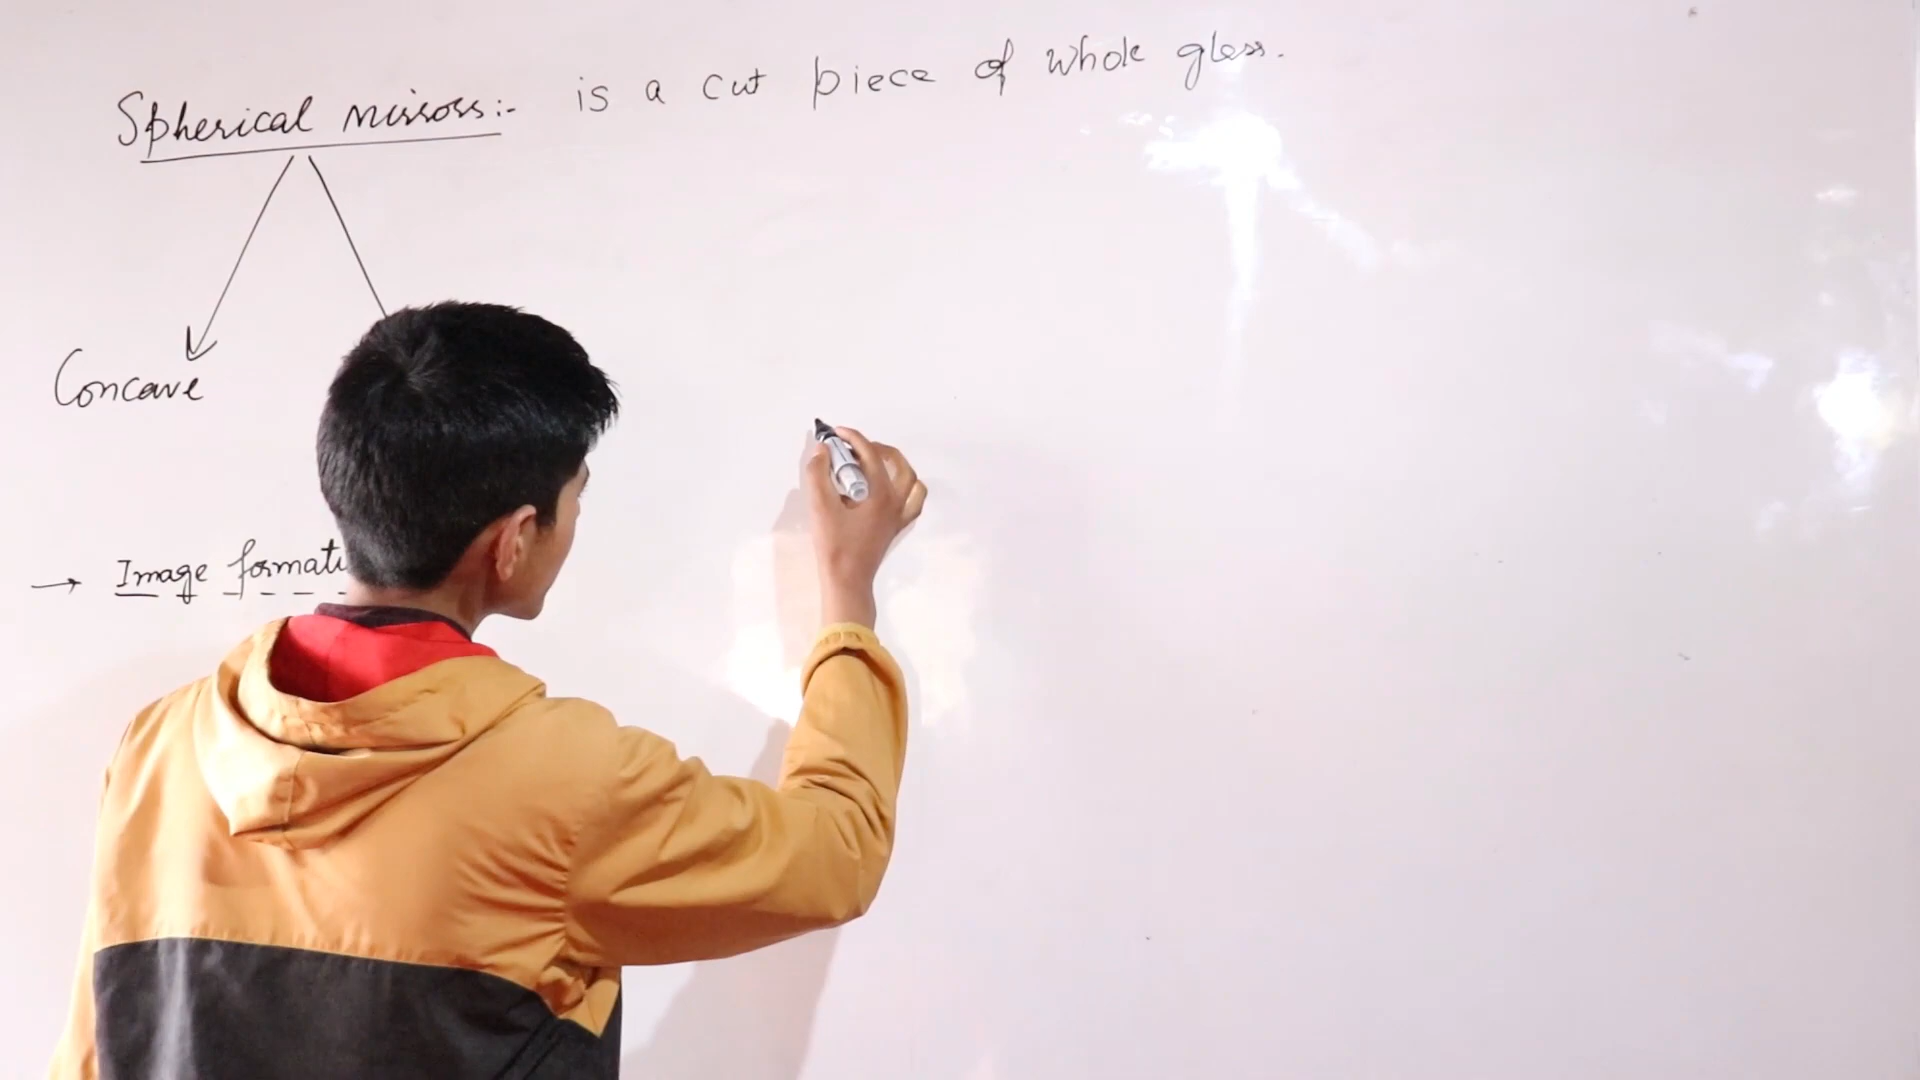 Spherical mirrors:- is a cut piece of whole glass.
Concave
→ Image formati